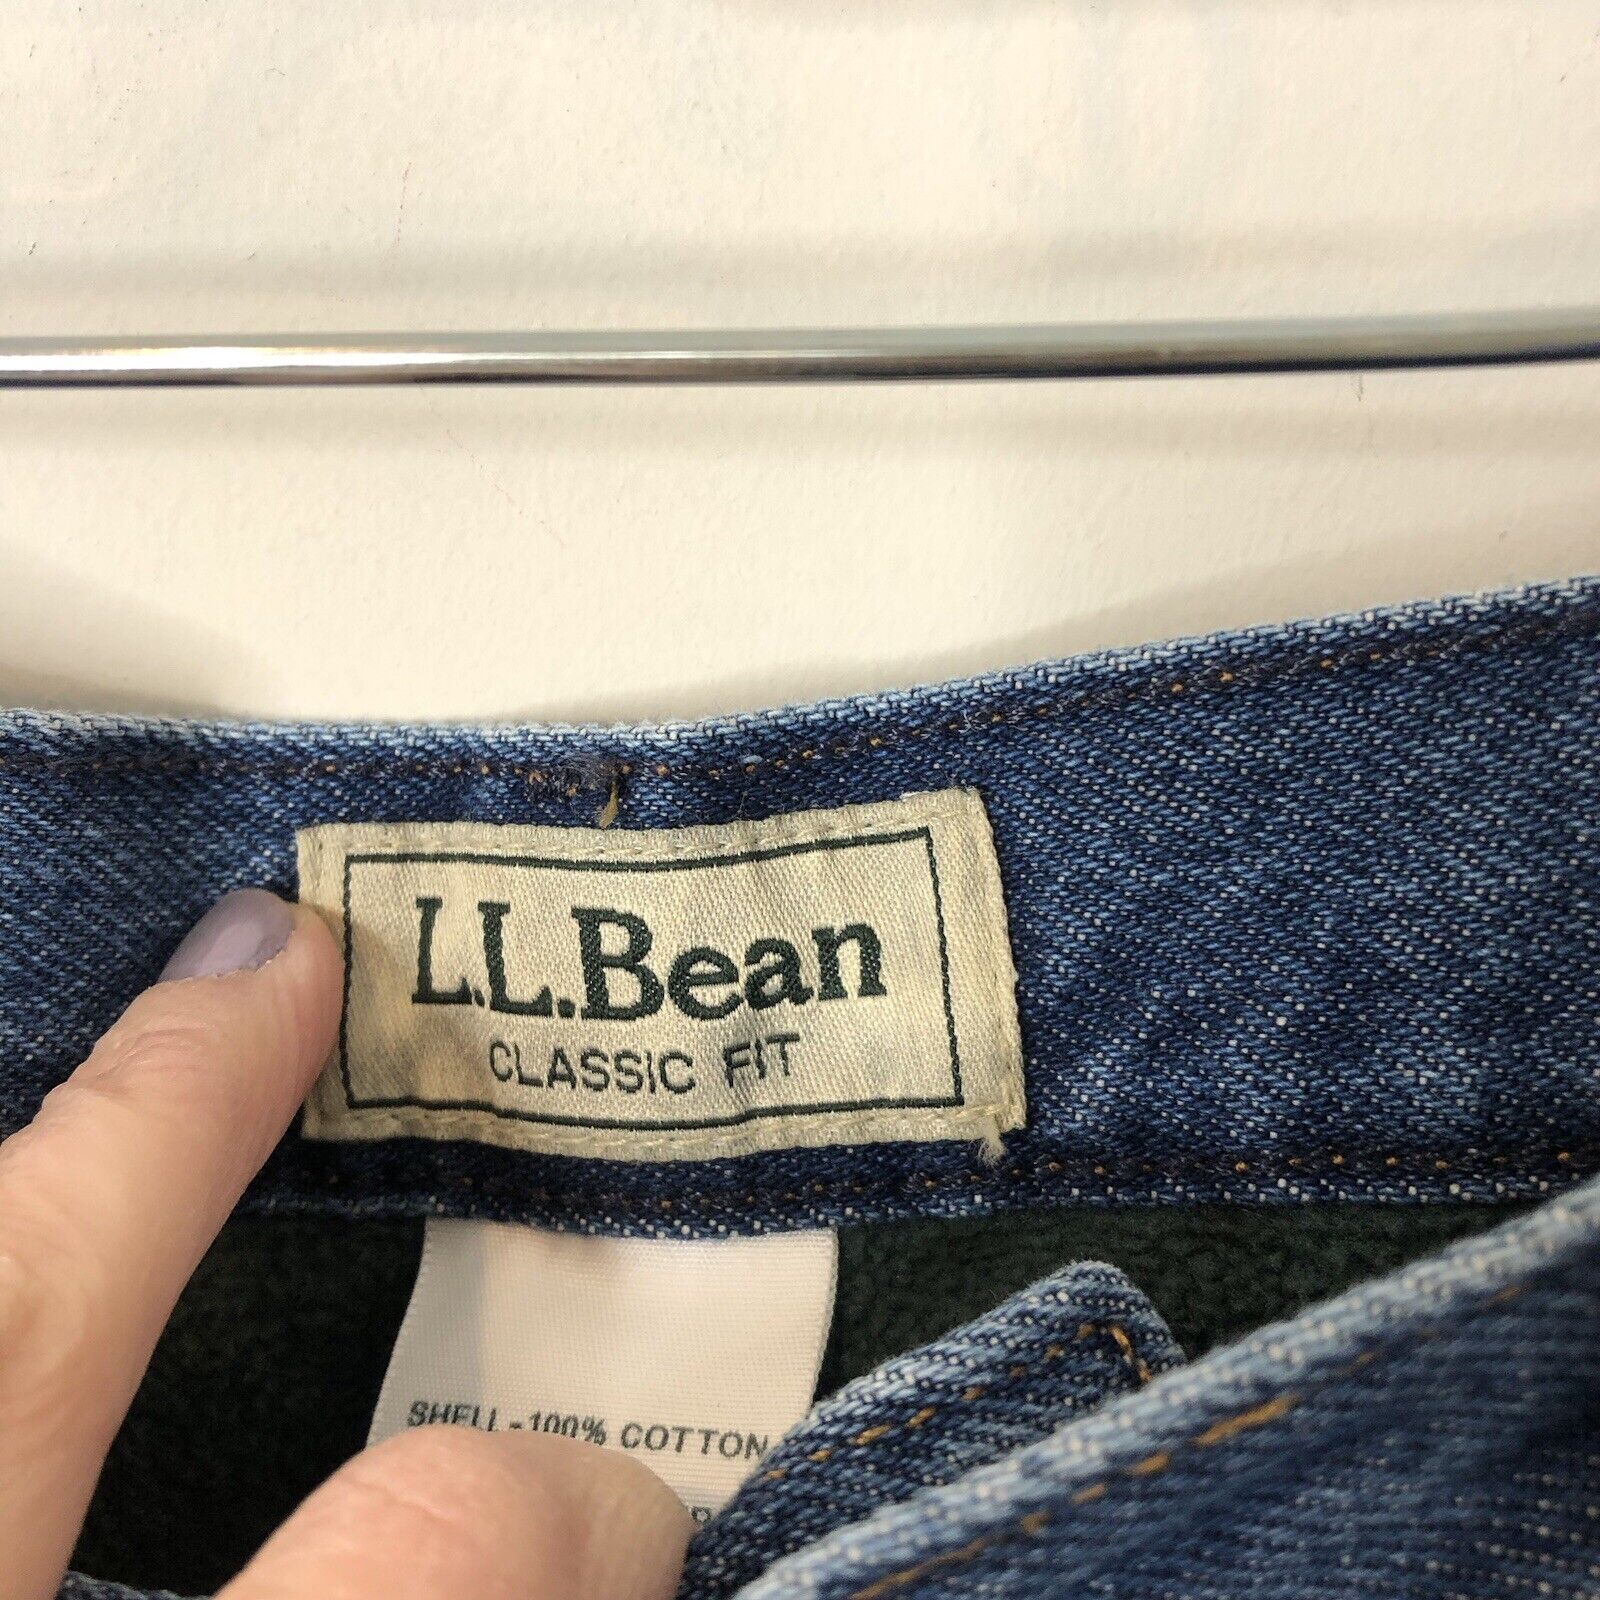 L.L.Bean
CLASSIC FIT
SHELL-100% COTTON